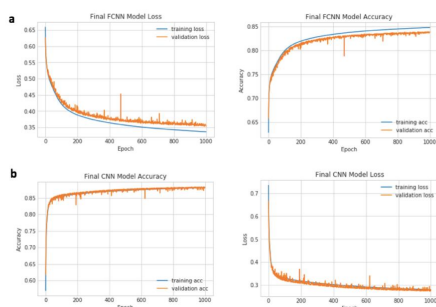 a
Final FCNN Model Loss
0.65
0.60
0.55
0.50
0.45
0.40
0.35
Loss
training loss
validation loss
0
200
400
600
800
1000
Epoch
Final FCNN Model Accuracy
0.85
0.80
0.75
0.70
0.65
Accuracy
training acc
validation acc
0
200
400
600
800
1000
Epoch
b
Final CNN Model Accuracy
0.85
0.80
0.75
0.70
0.65
0.60
Accuracy
training acc
validation acc
0
200
400
600
800
1000
Epoch
Final CNN Model Loss
0.7
0.6
0.5
0.4
0.3
Loss
training loss
validation loss
0
200
400
600
800
1000